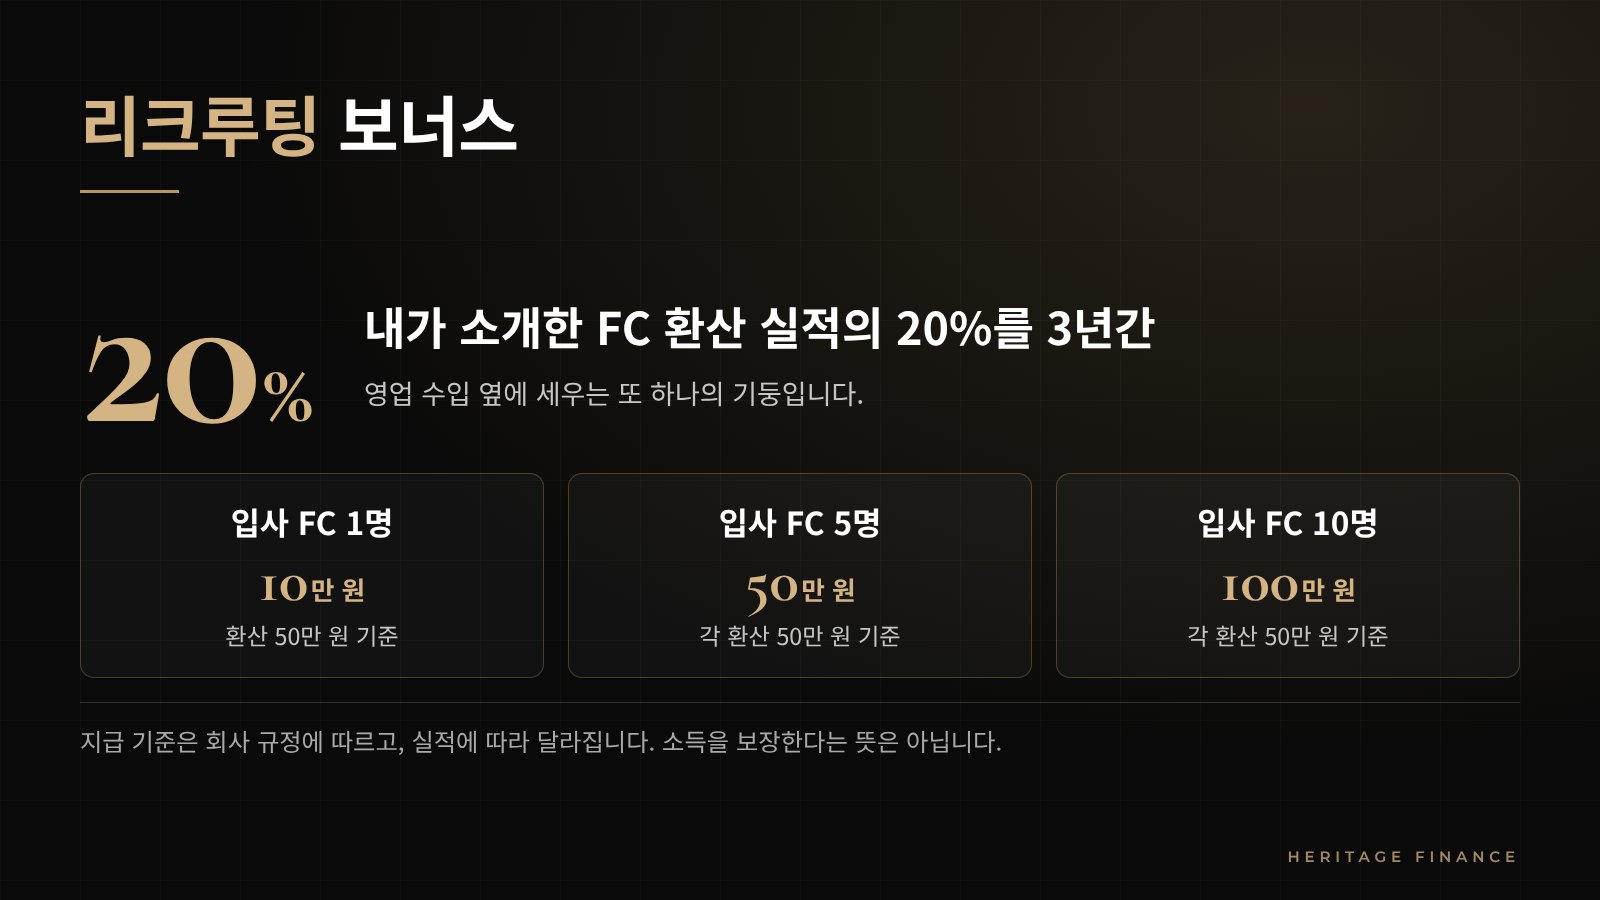 리크루팅 보너스
20%
내가 소개한 FC 환산 실적의 20%를 3년간
영업 수입 옆에 세우는 또 하나의 기둥입니다.
입사 FC 1명
10만 원
환산 50만 원 기준
입사 FC 5명
50만 원
각 환산 50만 원 기준
입사 FC 10명
100만 원
각 환산 50만 원 기준
지급 기준은 회사 규정에 따르고, 실적에 따라 달라집니다. 소득을 보장한다는 뜻은 아닙니다.
HERITAGE FINANCE